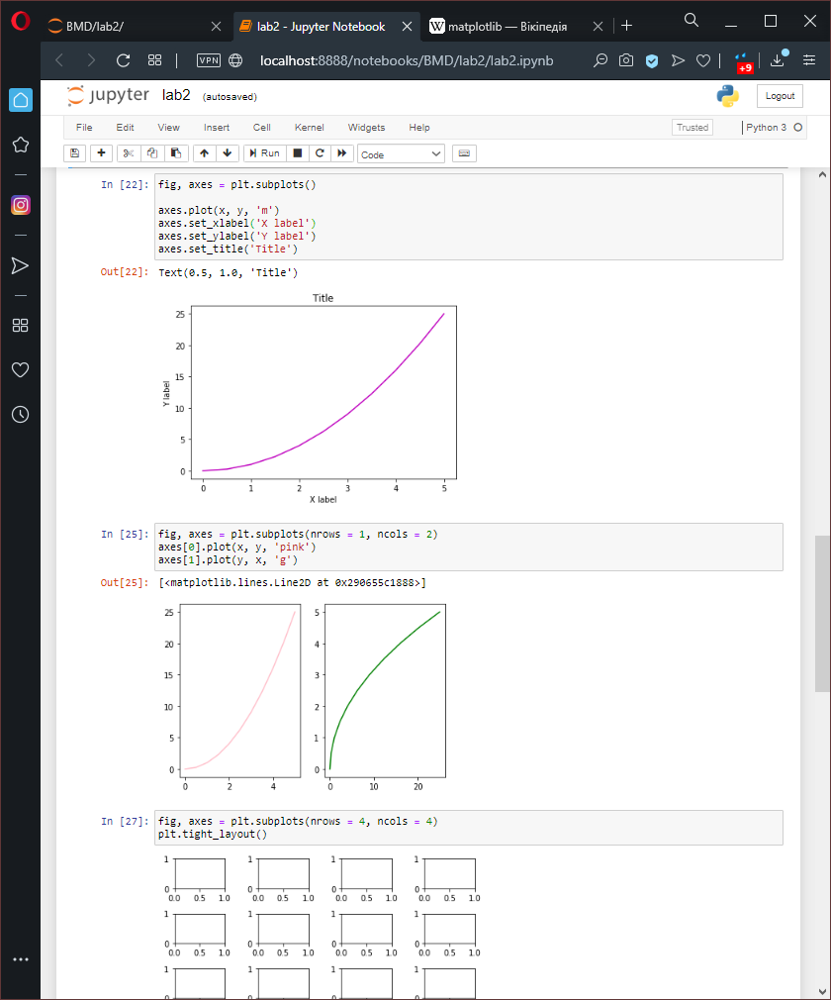 BMD/lab2/
lab2 - Jupyter Notebook
W matplotlib — Вікіпедія
VPN
localhost:8888/notebooks/BMD/lab2/lab2.ipynb
+9
jupyter lab2 (autosaved)
Logout
File Edit View Insert Cell Kernel Widgets Help
Trusted
Python 3
Run
Code
In [22]: fig, axes = plt.subplots()
axes.plot(x, y, 'm')
axes.set_xlabel('X label')
axes.set_ylabel('Y label')
axes.set_title('Title')
Out[22]: Text(0.5, 1.0, 'Title')
Title
25
20
15
10
5
0
Y label
0 1 2 3 4 5
X label
In [25]: fig, axes = plt.subplots(nrows = 1, ncols = 2)
axes[0].plot(x, y, 'pink')
axes[1].plot(y, x, 'g')
Out[25]: [<matplotlib.lines.Line2D at 0x290655c1888>]
25 5
20 4
15 3
10 2
5 1
0 0
0 2 4 0 10 20
In [27]: fig, axes = plt.subplots(nrows = 4, ncols = 4)
plt.tight_layout()
1 1 1 1
0 0 0 0
0.0 0.5 1.0 0.0 0.5 1.0 0.0 0.5 1.0 0.0 0.5 1.0
1 1 1 1
0 0 0 0
0.0 0.5 1.0 0.0 0.5 1.0 0.0 0.5 1.0 0.0 0.5 1.0
1 1 1 1
0 0 0 0